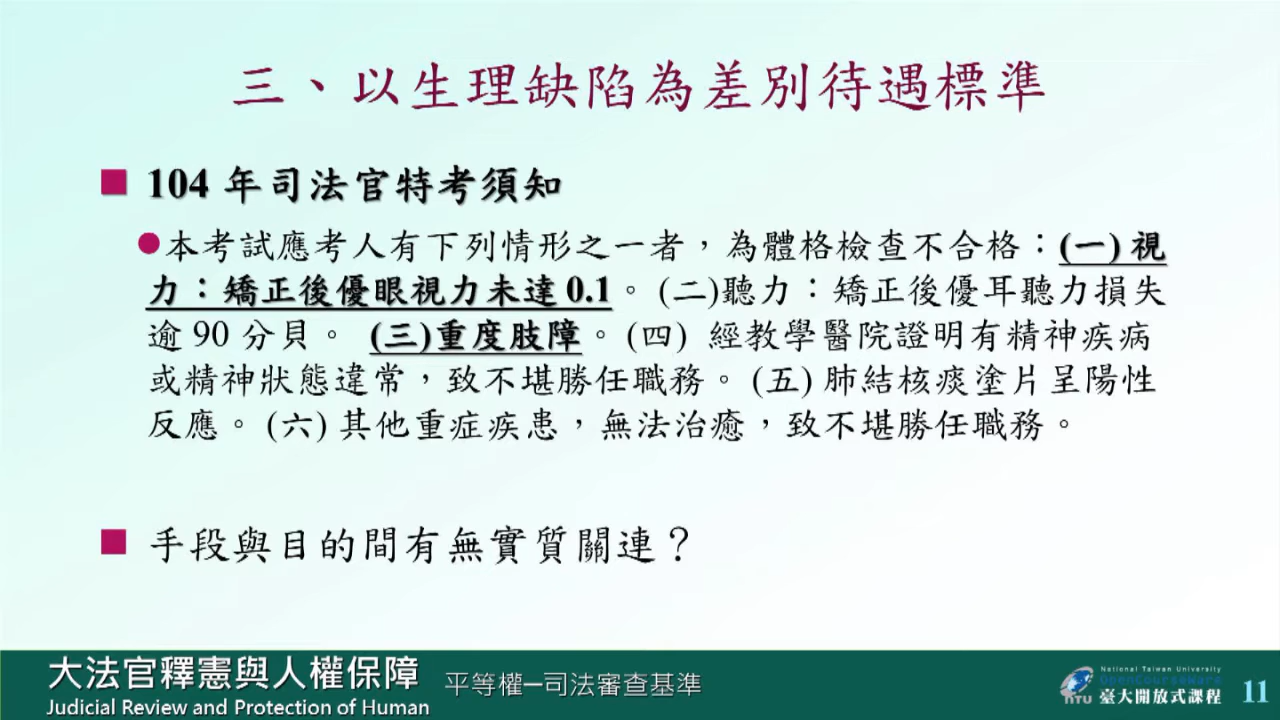 三、以生理缺陷為差別待遇標準
104 年司法官特考須知
本考試應考人有下列情形之一者，為體格檢查不合格：(一) 視
力：矯正後優眼視力未達 0.1。 (二)聽力：矯正後優耳聽力損失
逾 90 分貝。 (三)重度肢障。(四) 經教學醫院證明有精神疾病
或精神狀態違常，致不堪勝任職務。 (五) 肺結核痰塗片呈陽性
反應。 (六) 其他重症疾患，無法治癒，致不堪勝任職務。
手段與目的間有無實質關連？
大法官釋憲與人權保障
Judicial Review and Protection of Human
平等權─司法審查基準
National Taiwan University
OpenCourseWare
NTU 臺大開放式課程
11